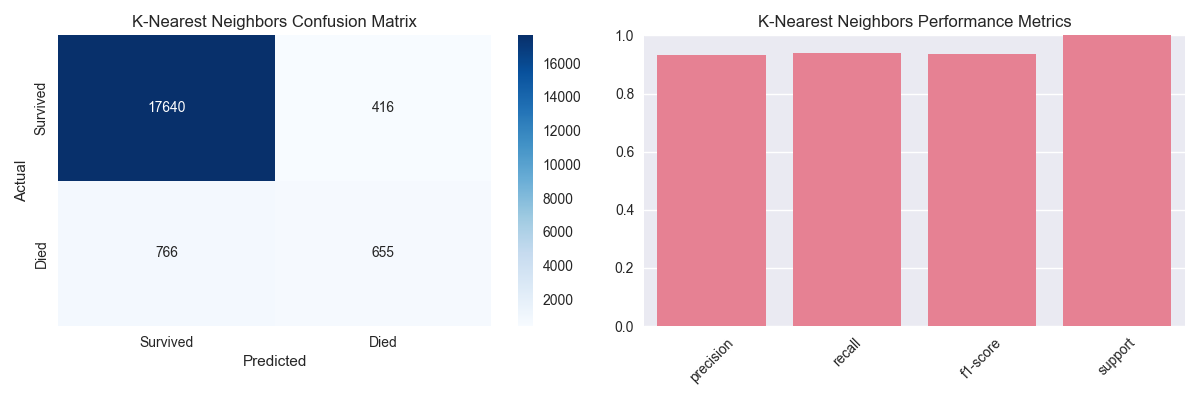 K-Nearest Neighbors Confusion Matrix
Survived
Died
Actual
17640
416
766
655
Survived
Died
Predicted
16000
14000
12000
10000
8000
6000
4000
2000
K-Nearest Neighbors Performance Metrics
1.0
0.8
0.6
0.4
0.2
0.0
precision
recall
f1-score
support